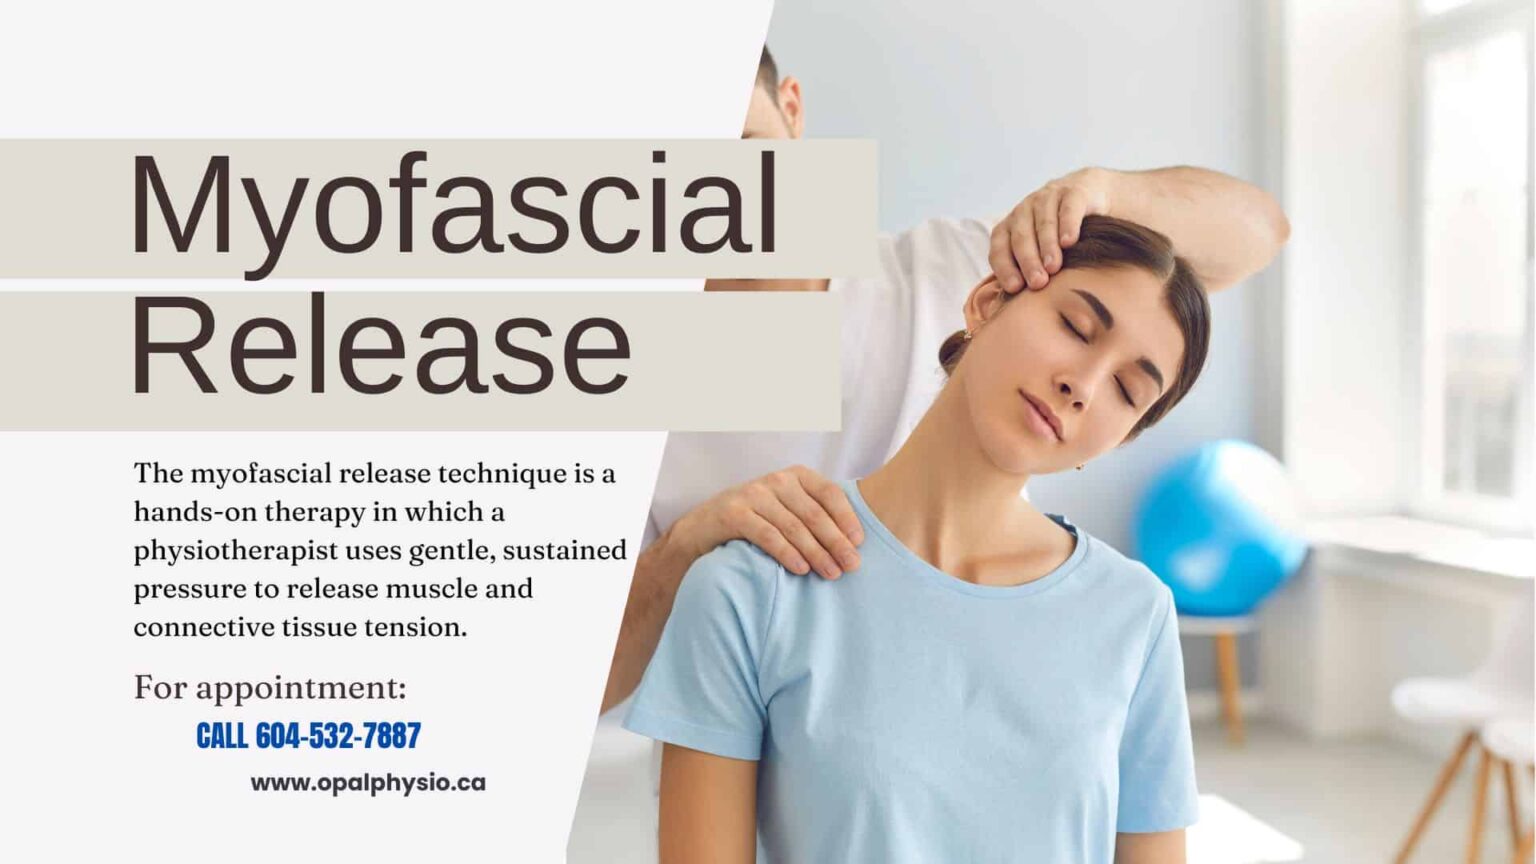 Myofascial
Release
The myofascial release technique is a
hands-on therapy in which a
physiotherapist uses gentle, sustained
pressure to release muscle and
connective tissue tension.
For appointment:
CALL 604-532-7887
www.opalphysio.ca